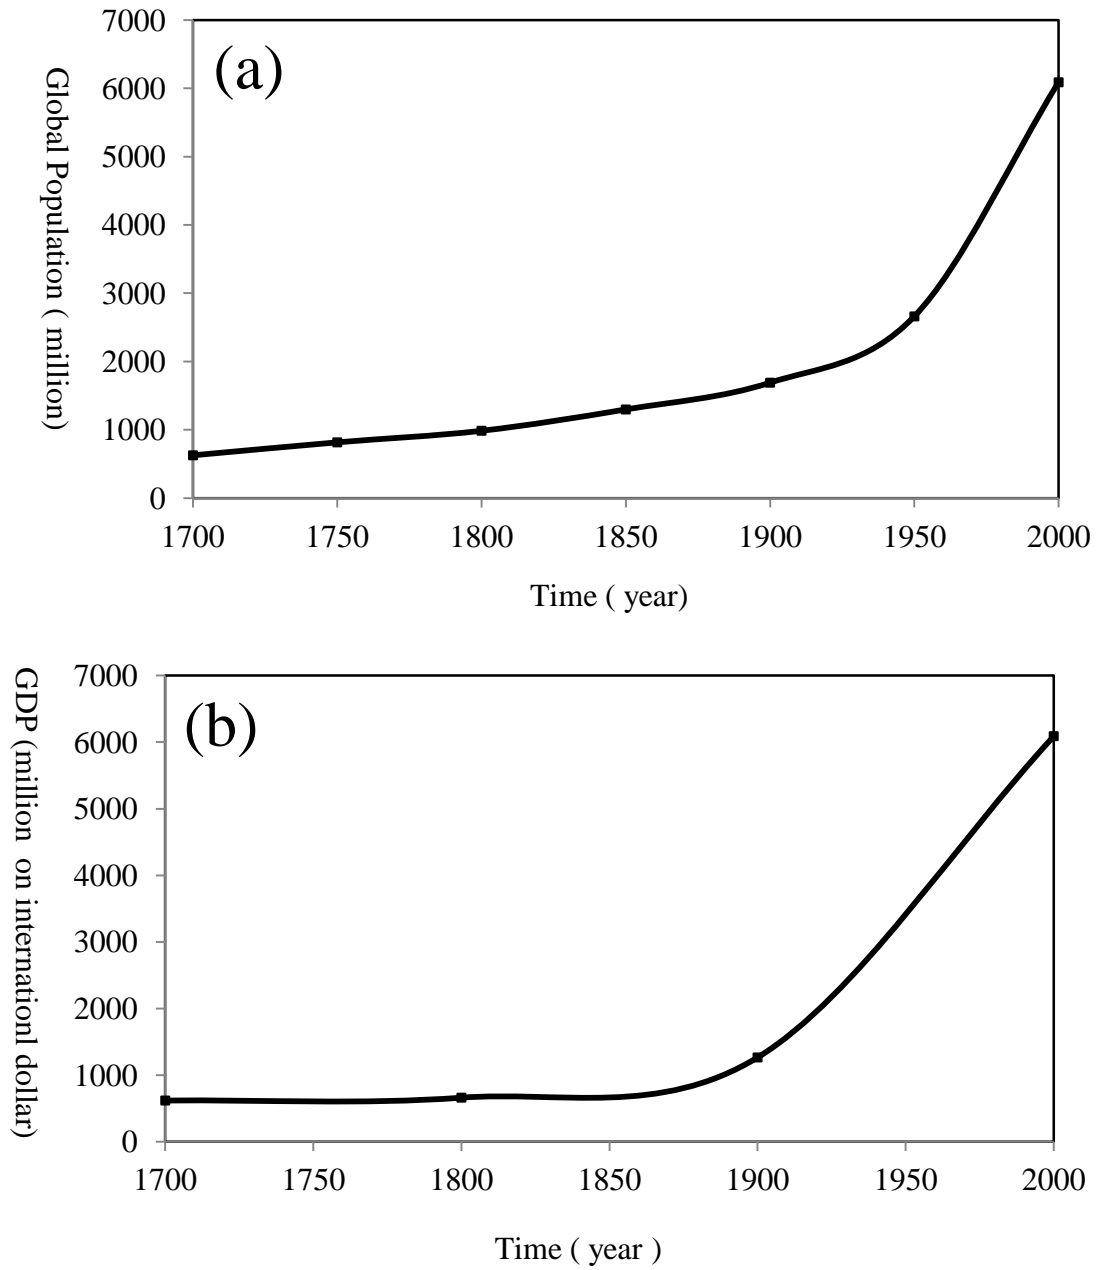 (a)
Global Population ( million)
7000
6000
5000
4000
3000
2000
1000
0
1700 1750 1800 1850 1900 1950 2000
Time ( year)
(b)
GDP (million on internationl dollar)
7000
6000
5000
4000
3000
2000
1000
0
1700 1750 1800 1850 1900 1950 2000
Time ( year )